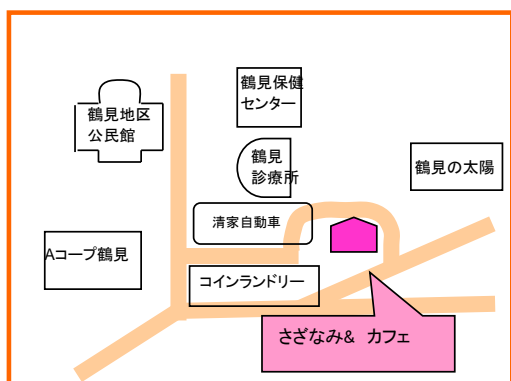 鶴見保健
センター
鶴見地区
公民館
鶴見
診療所
鶴見の太陽
清家自動車
Aコープ鶴見
コインランドリー
さざなみ& カフェ